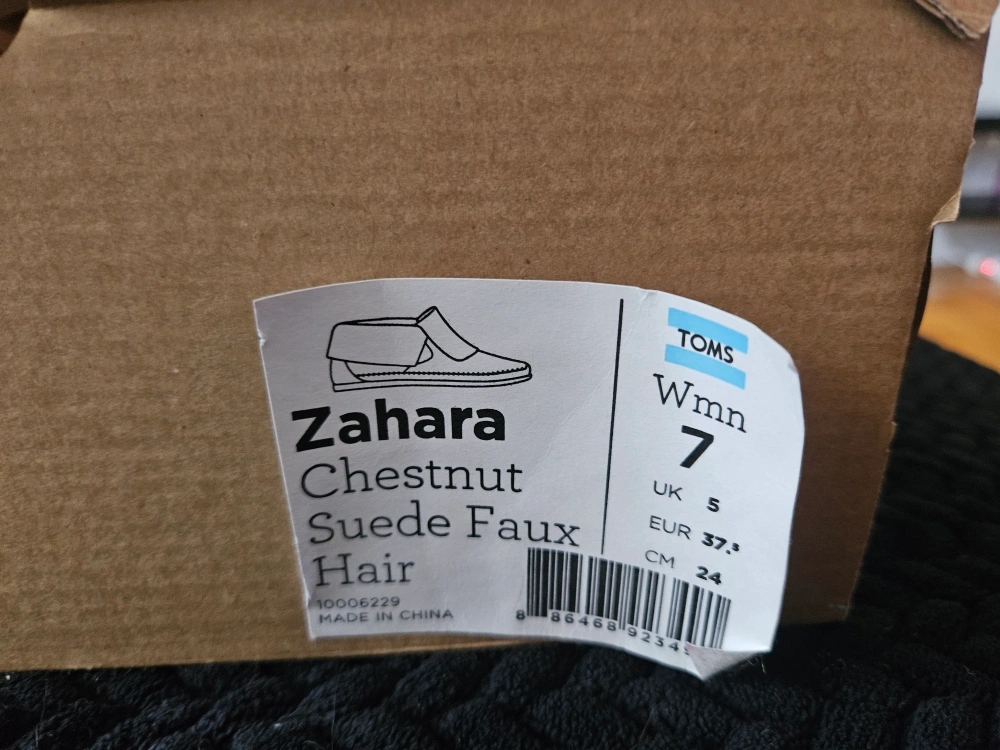 Zahara
Chestnut
Suede Faux
Hair
10006229
MADE IN CHINA
TOMS
Wmn
7
UK 5
EUR 37.5
CM 24
8 86468 9234